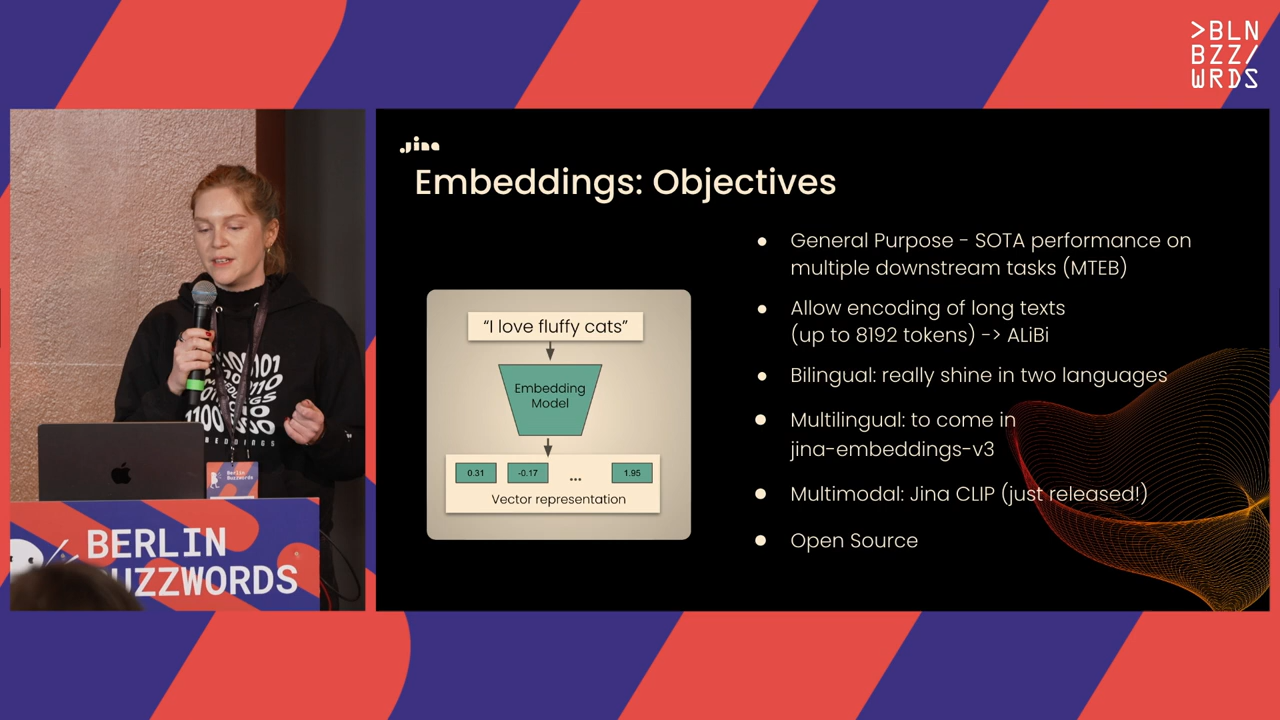 >BLN
BZZ/
WRDS
Jina
Embeddings: Objectives
"I love fluffy cats"
Embedding
Model
0.31
-0.17
...
1.95
Vector representation
General Purpose - SOTA performance on
multiple downstream tasks (MTEB)
Allow encoding of long texts
(up to 8192 tokens) -> ALiBi
Bilingual: really shine in two languages
Multilingual: to come in
jina-embeddings-v3
Multimodal: Jina CLIP (just released!)
Open Source
Berlin
Buzzwords
BERLIN
BUZZWORDS